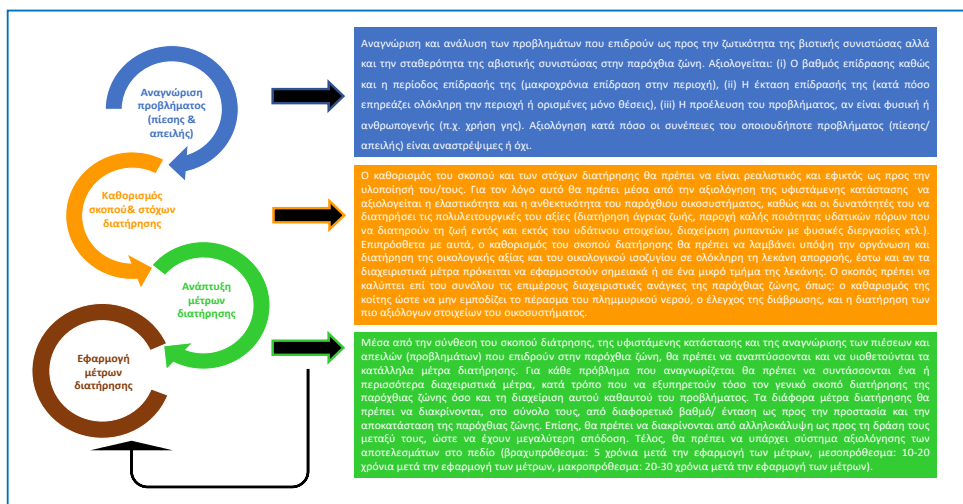 Αναγνώριση
προβλήματος
(πίεσης &
απειλής)
Αναγνώριση και ανάλυση των προβλημάτων που επιδρούν ως προς την ζωτικότητα της βιοτικής συνιστώσας αλλά
και την σταθερότητα της αβιοτικής συνιστώσας στην παρόχθια ζώνη. Αξιολογείται: (i) Ο βαθμός επίδρασης καθώς
και η περίοδος επίδρασής της (μακροχρόνια επίδραση στην περιοχή), (ii) Η έκταση επίδρασής της (κατά πόσο
επηρεάζει ολόκληρη την περιοχή ή ορισμένες μόνο θέσεις), (iii) Η προέλευση του προβλήματος, αν είναι φυσική ή
ανθρωπογενής (π.χ. χρήση γης). Αξιολόγηση κατά πόσο οι συνέπειες του οποιουδήποτε προβλήματος (πίεσης/
απειλής) είναι αναστρέψιμες ή όχι.
Καθορισμός
σκοπού& στόχων
διατήρησης
Ο καθορισμός του σκοπού και των στόχων διατήρησης θα πρέπει να είναι ρεαλιστικός και εφικτός ως προς την
υλοποίησή του/τους. Για τον λόγο αυτό θα πρέπει μέσα από την αξιολόγηση της υφιστάμενης κατάστασης να
αξιολογείται η ελαστικότητα και η ανθεκτικότητα του παρόχθιου οικοσυστήματος, καθώς και οι δυνατότητές του να
διατηρήσει τις πολυλειτουργικές του αξίες (διατήρηση άγριας ζωής, παροχή καλής ποιότητας υδατικών πόρων που
να διατηρούν τη ζωή εντός και εκτός του υδάτινου στοιχείου, διαχείριση ρυπαντών με φυσικές διεργασίες κτλ.).
Επιπρόσθετα με αυτά, ο καθορισμός του σκοπού διατήρησης θα πρέπει να λαμβάνει υπόψη την οργάνωση και
διατήρηση της οικολογικής αξίας και του οικολογικού ισοζυγίου σε ολόκληρη τη λεκάνη απορροής, έστω και αν τα
διαχειριστικά μέτρα πρόκειται να εφαρμοστούν σημειακά ή σε ένα μικρό τμήμα της λεκάνης. Ο σκοπός πρέπει να
καλύπτει επί του συνόλου τις επιμέρους διαχειριστικές ανάγκες της παρόχθιας ζώνης, όπως: ο καθαρισμός της
κοίτης ώστε να μην εμποδίζει το πέρασμα του πλημμυρικού νερού, ο έλεγχος της διάβρωσης, και η διατήρηση των
πιο αξιόλογων στοιχείων του οικοσυστήματος.
Ανάπτυξη
μέτρων
διατήρησης
Μέσα από την σύνθεση του σκοπού διάτρησης, της υφιστάμενης κατάστασης και της αναγνώρισης των πιέσεων και
απειλών (προβλημάτων) που επιδρούν στην παρόχθια ζώνη, θα πρέπει να αναπτύσσονται και να υιοθετούνται τα
κατάλληλα μέτρα διατήρησης. Για κάθε πρόβλημα που αναγνωρίζεται θα πρέπει να συντάσσονται ένα ή
περισσότερα διαχειριστικά μέτρα, κατά τρόπο που να εξυπηρετούν τόσο τον γενικό σκοπό διατήρησης της
παρόχθιας ζώνης όσο και τη διαχείριση αυτού καθαυτού του προβλήματος. Τα διάφορα μέτρα διατήρησης θα
πρέπει να διακρίνονται, στο σύνολο τους, από διαφορετικό βαθμό/ ένταση ως προς την προστασία και την
αποκατάσταση της παρόχθιας ζώνης. Επίσης, θα πρέπει να διακρίνονται από αλληλοκάλυψη ως προς τη δράση τους
μεταξύ τους, ώστε να έχουν μεγαλύτερη απόδοση. Τέλος, θα πρέπει να υπάρχει σύστημα αξιολόγησης των
αποτελεσμάτων στο πεδίο (βραχυπρόθεσμα: 5 χρόνια μετά την εφαρμογή των μέτρων, μεσοπρόθεσμα: 10-20
χρόνια μετά την εφαρμογή των μέτρων, μακροπρόθεσμα: 20-30 χρόνια μετά την εφαρμογή των μέτρων).
Εφαρμογή
μέτρων
διατήρησης